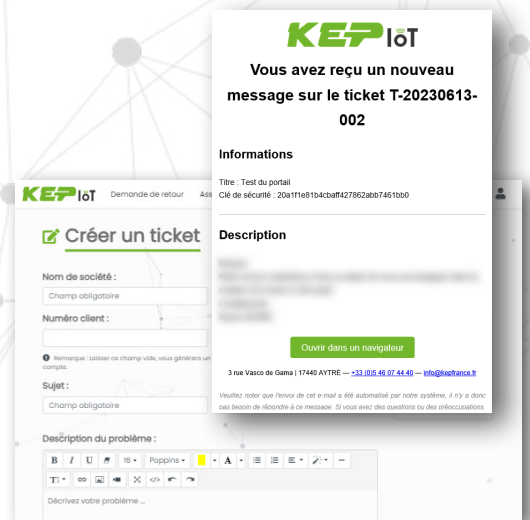 KEP IoT
Vous avez reçu un nouveau
message sur le ticket T-20230613-
002
Informations
Titre : Test du portail
Clé de sécurité : 20a1f1e81b4cbaff427862abb7461bb0
Description
Ouvrir dans un navigateur
3 rue Vasco de Gama | 17440 AYTRÉ — +33 (0)5 46 07 44 40 — info@kepfrance.fr
Veuillez noter que l'envoi de cet e-mail a été automatisé par notre système, il n'y a donc
pas besoin de répondre à ce message. Si vous avez des questions ou des préoccupations
KEP IoT Demande de retour Ass
Créer un ticket
Nom de société :
Champ obligatoire
Numéro client :
Remarque : Laisser ce champ vide, vous générera un
compte.
Sujet :
Champ obligatoire
Description du problème :
B I U 16 Poppins A
T
Décrivez votre problème ...